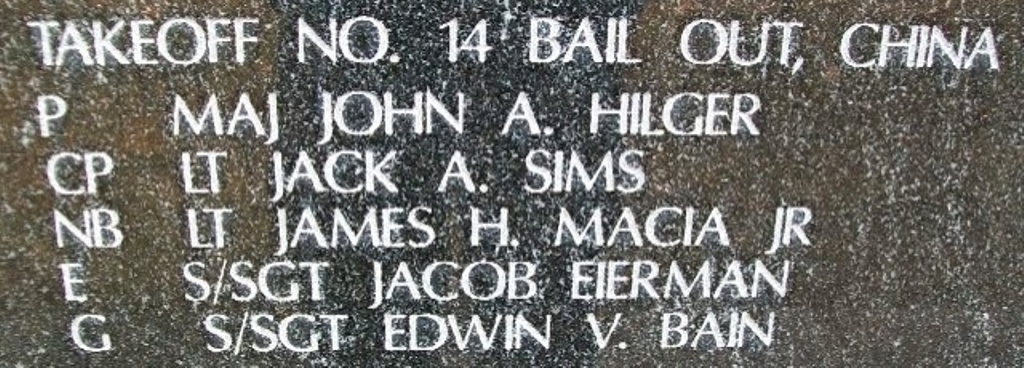 TAKEOFF NO. 14 BAIL OUT, CHINA
P MAJ JOHN A. HILGER
CP LT JACK A. SIMS
NB LT JAMES H. MACIA JR
E S/SGT JACOB EIERMAN
G S/SGT EDWIN V. BAIN